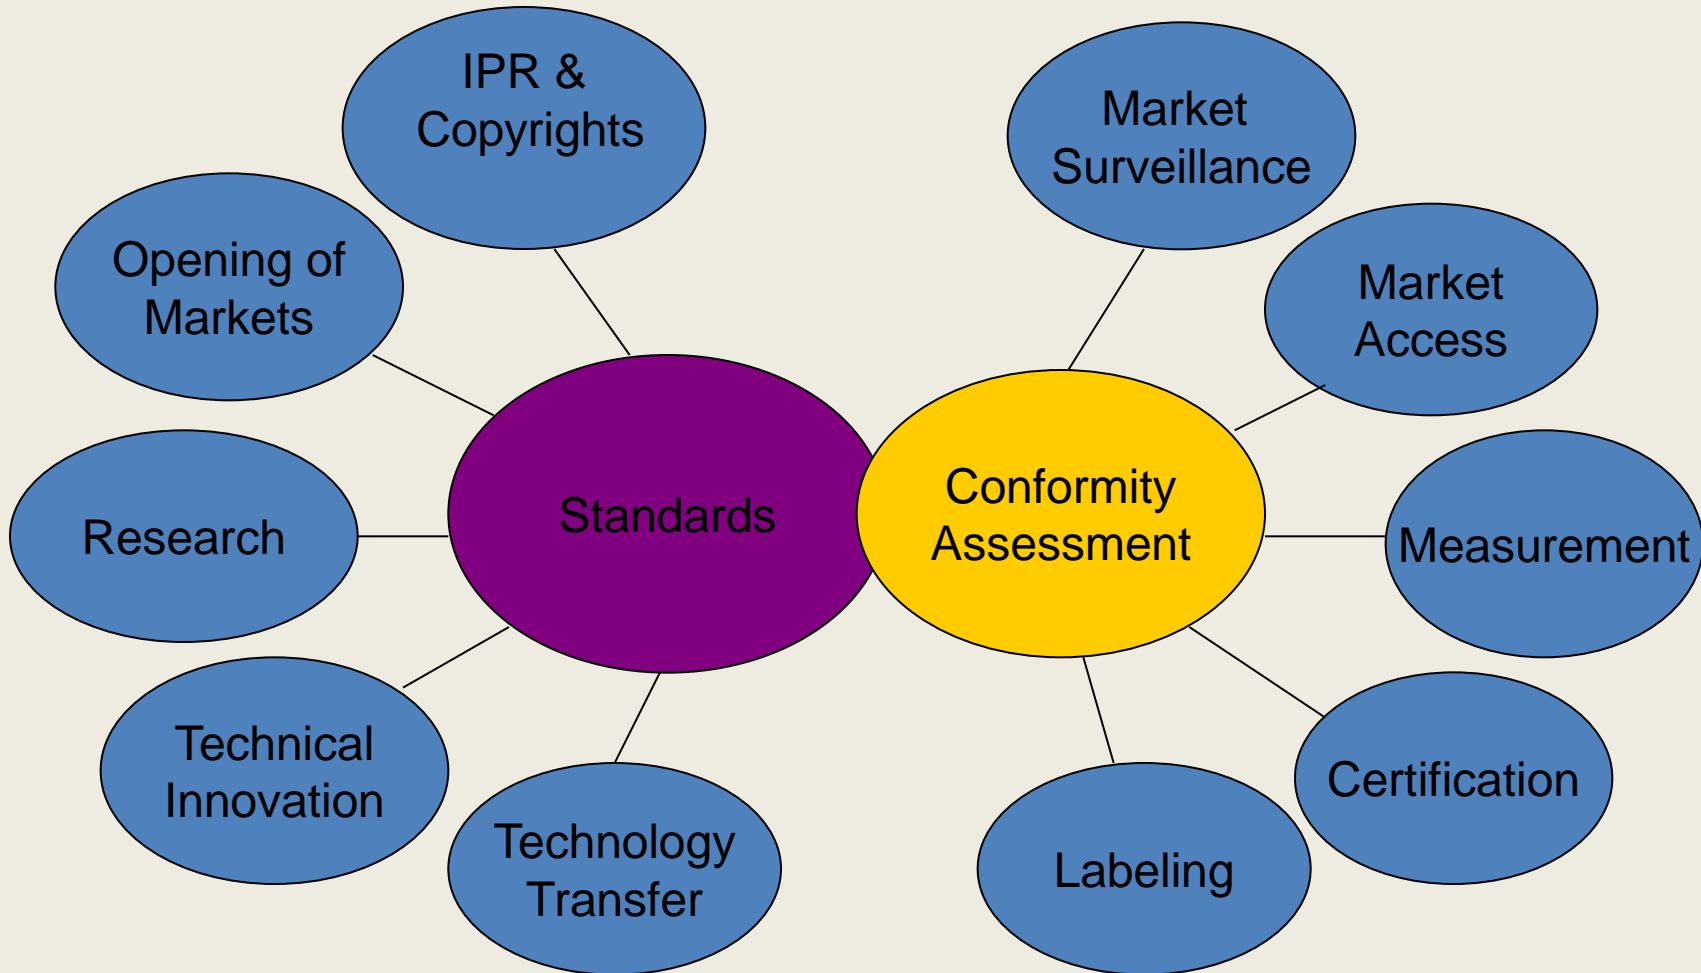 IPR &
Copyrights
Market
Surveillance
Opening of
Markets
Market
Access
Research
Standards
Conformity
Assessment
Measurement
Technical
Innovation
Technology
Transfer
Labeling
Certification